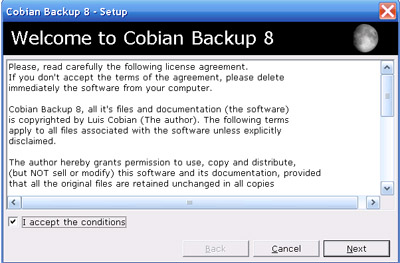 Cobian Backup 8 - Setup
Welcome to Cobian Backup 8
Please, read carefully the following license agreement.
If you don't accept the terms of the agreement, please delete
immediately the software from your computer.
Cobian Backup 8, all it's files and documentation (the software)
is copyrighted by Luis Cobian (The author). The following terms
apply to all files associated with the software unless explicitly
disclaimed.
The author hereby grants permission to use, copy and distribute,
(but NOT sell or modify) this software and its documentation, provided
that all the original files are retained unchanged in all copies
I accept the conditions
Back
Cancel
Next